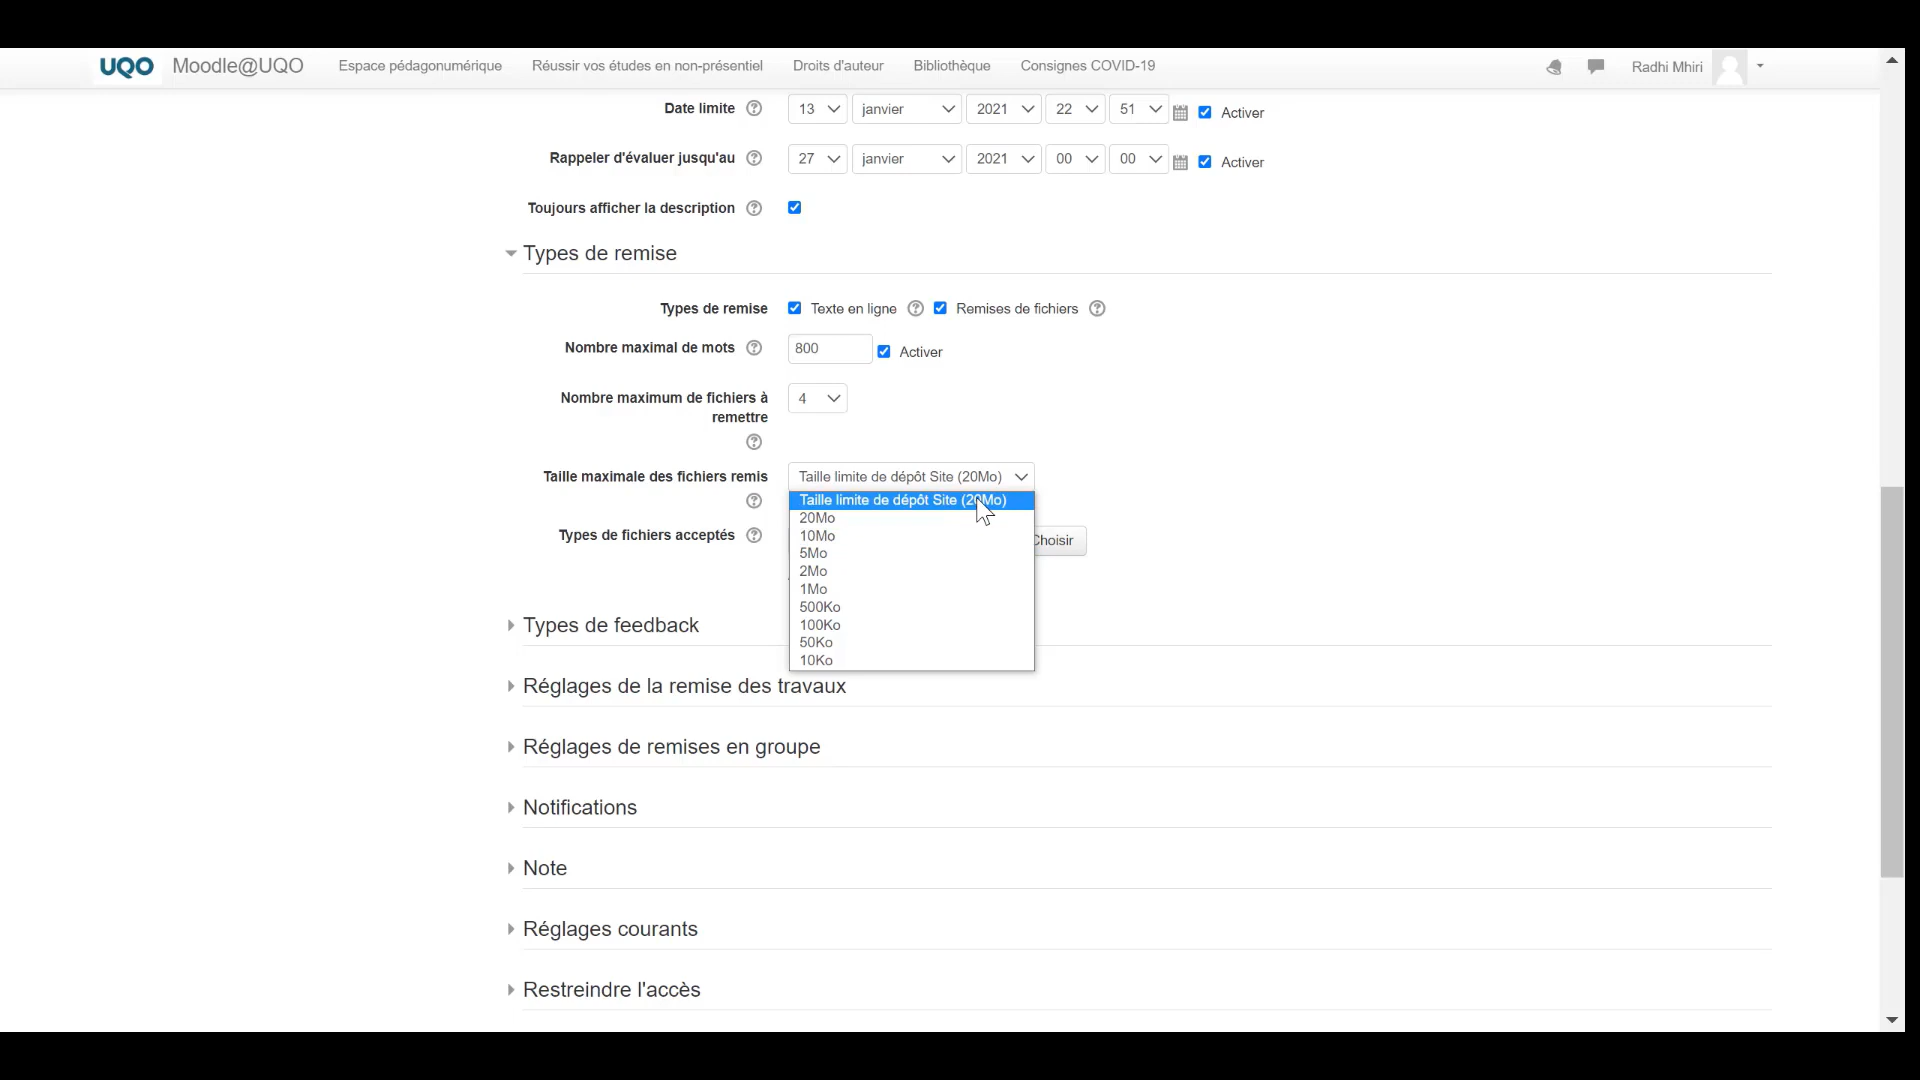 UQO Moodle@UQO Espace pédagonumérique Réussir vos études en non-présentiel Droits d'auteur Bibliothèque Consignes COVID-19 Radhi Mhiri
Date limite 13 janvier 2021 22 51 Activer
Rappeler d'évaluer jusqu'au 27 janvier 2021 00 00 Activer
Toujours afficher la description
Types de remise
Types de remise Texte en ligne Remises de fichiers
Nombre maximal de mots 800 Activer
Nombre maximum de fichiers à 4
remettre
Taille maximale des fichiers remis Taille limite de dépôt Site (20Mo)
Taille limite de dépôt Site (20Mo)
20Mo
10Mo
Types de fichiers acceptés Choisir
5Mo
2Mo
1Mo
500Ko
100Ko
50Ko
10Ko
Types de feedback
Réglages de la remise des travaux
Réglages de remises en groupe
Notifications
Note
Réglages courants
Restreindre l'accès